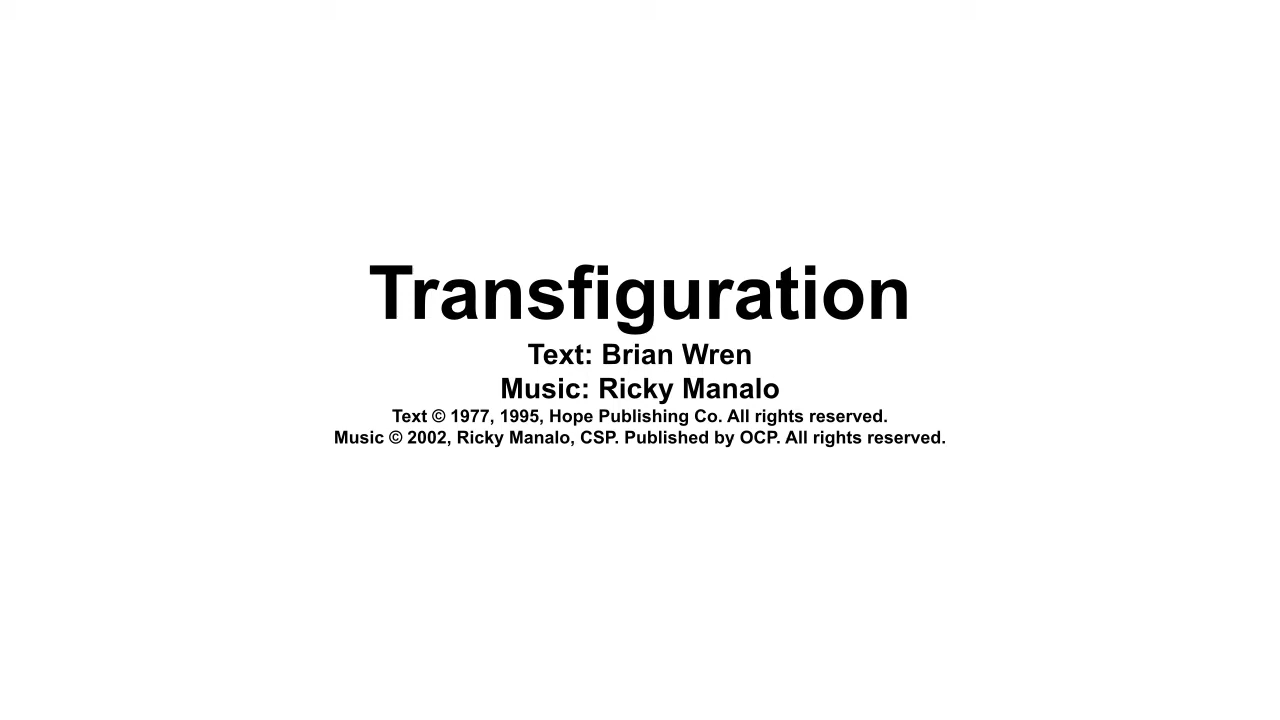 Transfiguration
Text: Brian Wren
Music: Ricky Manalo
Text © 1977, 1995, Hope Publishing Co. All rights reserved.
Music © 2002, Ricky Manalo, CSP. Published by OCP. All rights reserved.